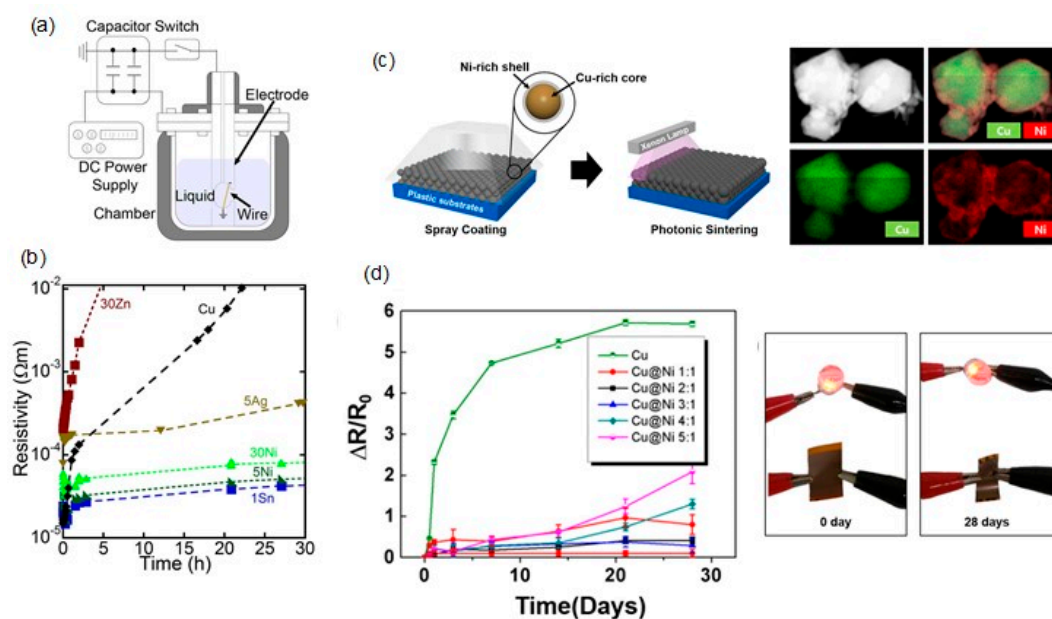 (a)
Capacitor Switch
Electrode
DC Power
Supply
Liquid
Chamber
Wire
(b)
Resistivity (Ωm)
10-2
10-3
10-4
10-5
30Zn
Cu
5Ag
30Ni
5Ni
1Sn
0 5 10 15 20 25 30
Time (h)
(c)
Ni-rich shell
Cu-rich core
Plastic substrates
Spray Coating
Xenon Lamp
Photonic Sintering
Cu Ni
Cu
Ni
(d)
ΔR/R0
6
5
4
3
2
1
0
Cu
Cu@Ni 1:1
Cu@Ni 2:1
Cu@Ni 3:1
Cu@Ni 4:1
Cu@Ni 5:1
0 10 20 30
Time(Days)
0 day
28 days